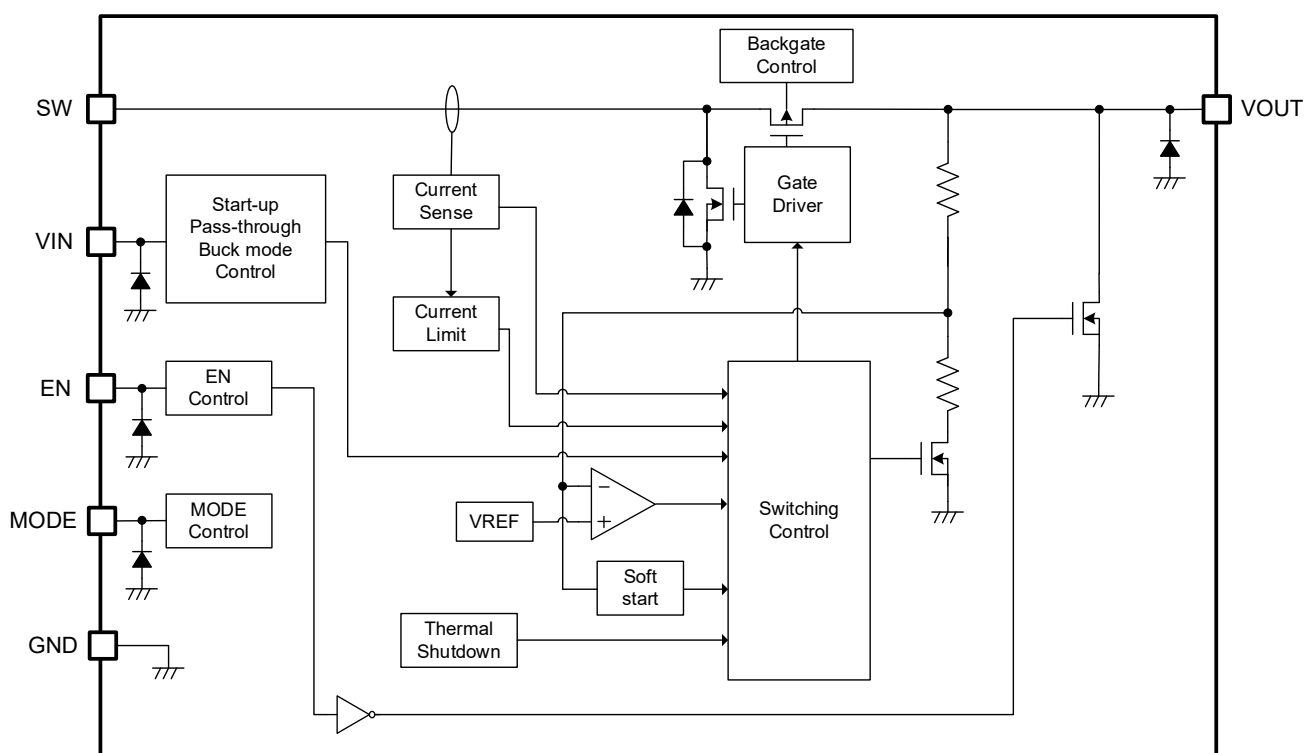 Backgate
Control
SW
VOUT
Current
Sense
Gate
Driver
Start-up
Pass-through
Buck mode
Control
VIN
Current
Limit
EN
EN
Control
MODE
MODE
Control
VREF
−
+
Switching
Control
Soft
start
Thermal
Shutdown
GND